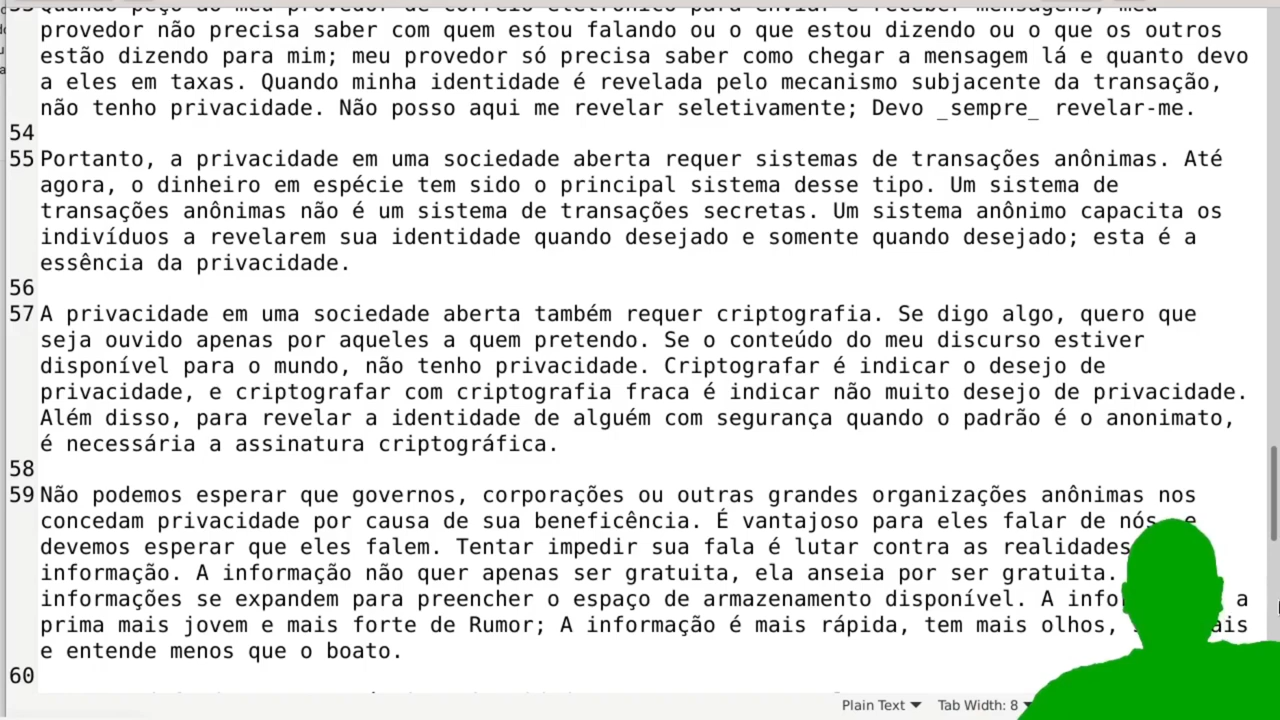 Quando peço ao meu provedor de correio eletrônico para enviar e receber mensagens, meu
provedor não precisa saber com quem estou falando ou o que estou dizendo ou o que os outros
estão dizendo para mim; meu provedor só precisa saber como chegar a mensagem lá e quanto devo
a eles em taxas. Quando minha identidade é revelada pelo mecanismo subjacente da transação,
não tenho privacidade. Não posso aqui me revelar seletivamente; Devo _sempre_ revelar-me.
54
55 Portanto, a privacidade em uma sociedade aberta requer sistemas de transações anônimas. Até
agora, o dinheiro em espécie tem sido o principal sistema desse tipo. Um sistema de
transações anônimas não é um sistema de transações secretas. Um sistema anônimo capacita os
indivíduos a revelarem sua identidade quando desejado e somente quando desejado; esta é a
essência da privacidade.
56
57 A privacidade em uma sociedade aberta também requer criptografia. Se digo algo, quero que
seja ouvido apenas por aqueles a quem pretendo. Se o conteúdo do meu discurso estiver
disponível para o mundo, não tenho privacidade. Criptografar é indicar o desejo de
privacidade, e criptografar com criptografia fraca é indicar não muito desejo de privacidade.
Além disso, para revelar a identidade de alguém com segurança quando o padrão é o anonimato,
é necessária a assinatura criptográfica.
58
59 Não podemos esperar que governos, corporações ou outras grandes organizações anônimas nos
concedam privacidade por causa de sua beneficência. É vantajoso para eles falar de nós, e
devemos esperar que eles falem. Tentar impedir sua fala é lutar contra as realidades
informação. A informação não quer apenas ser gratuita, ela anseia por ser gratuita.
informações se expandem para preencher o espaço de armazenamento disponível. A a
prima mais jovem e mais forte de Rumor; A informação é mais rápida, tem mais olhos,
e entende menos que o boato.
60
Plain Text Tab Width: 8